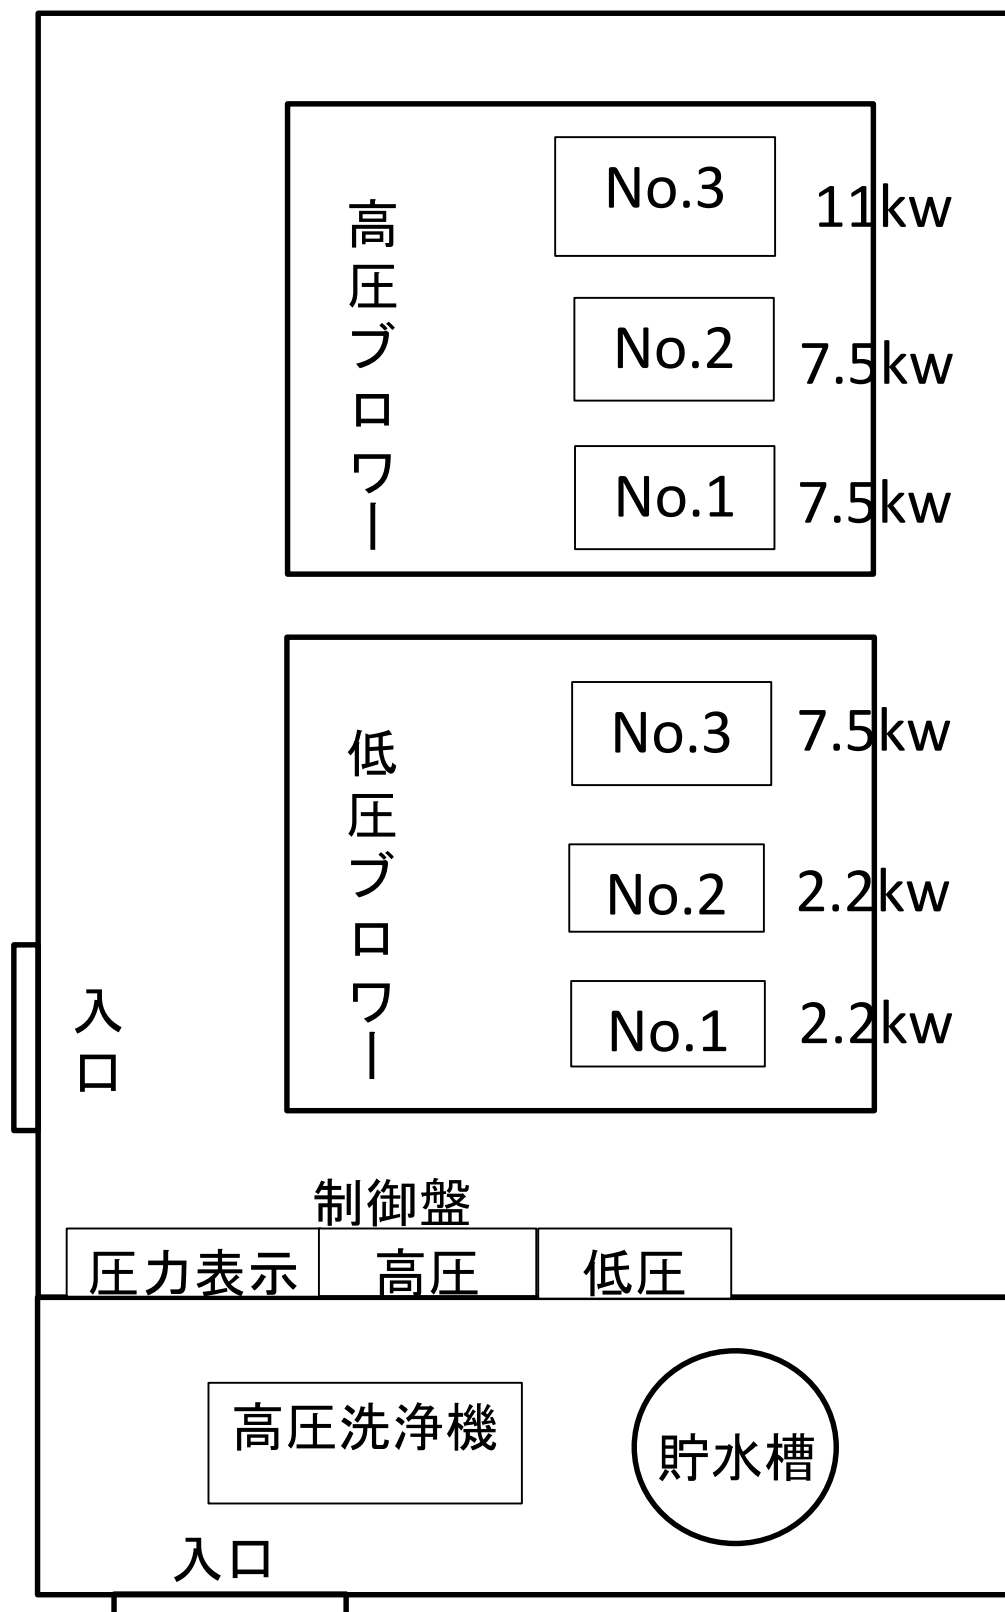 高圧ブロワー
No.3
11kw
No.2
7.5kw
No.1
7.5kw
低圧ブロワー
No.3
7.5kw
No.2
2.2kw
No.1
2.2kw
入口
制御盤
圧力表示
高圧
低圧
高圧洗浄機
貯水槽
入口